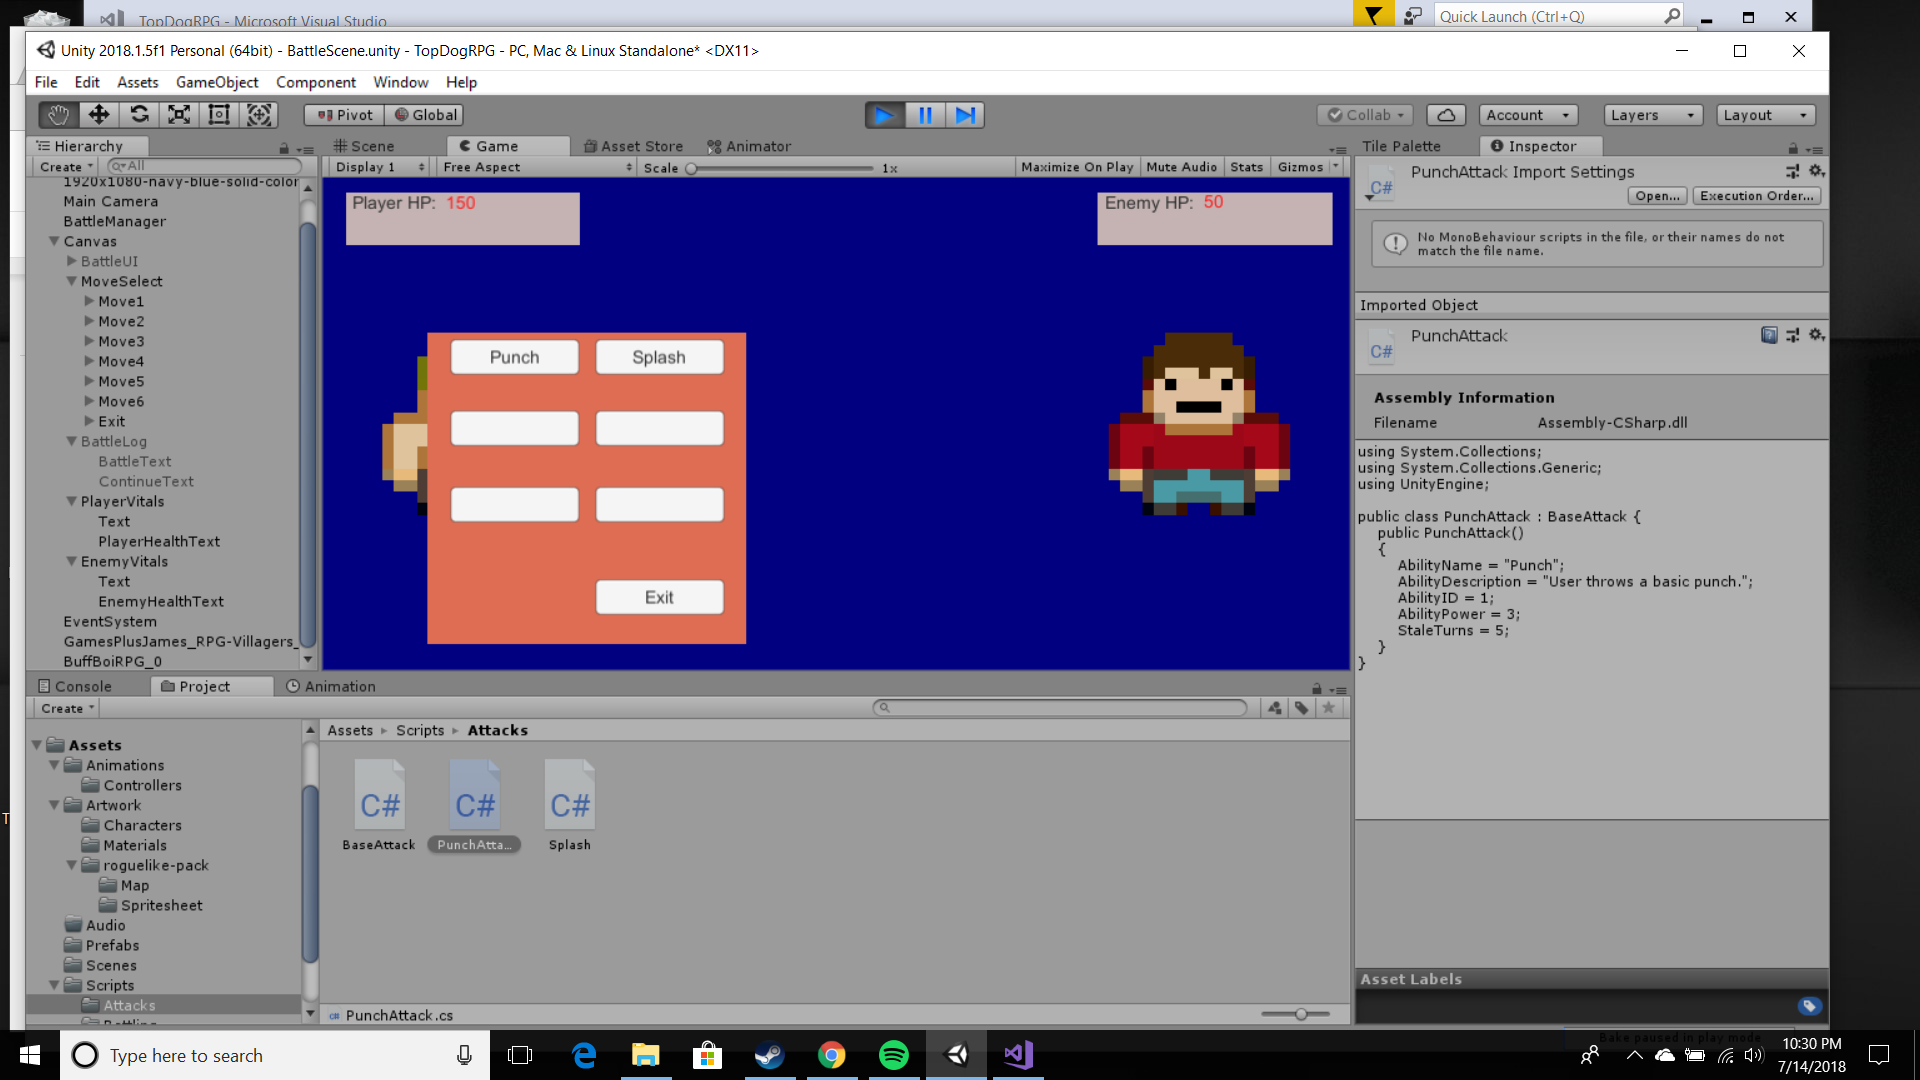 TopDogRPG - Microsoft Visual Studio
Quick Launch (Ctrl+Q)
Unity 2018.1.5f1 Personal (64bit) - BattleScene.unity - TopDogRPG - PC, Mac & Linux Standalone* <DX11>
File Edit Assets GameObject Component Window Help
Pivot Global Collab Account Layers Layout
Hierarchy
Create All
1920x1080-navy-blue-solid-color
Main Camera
BattleManager
Canvas
BattleUI
MoveSelect
Move1
Move2
Move3
Move4
Move5
Move6
Exit
BattleLog
BattleText
ContinueText
PlayerVitals
Text
PlayerHealthText
EnemyVitals
Text
EnemyHealthText
EventSystem
GamesPlusJames_RPG-Villagers_
BuffBoiRPG_0
Scene Game Asset Store Animator
Display 1 Free Aspect Scale 1x Maximize On Play Mute Audio Stats Gizmos
Player HP: 150
Enemy HP: 50
Punch Splash
Exit
Tile Palette Inspector
PunchAttack Import Settings
C#
Open... Execution Order...
No MonoBehaviour scripts in the file, or their names do not
match the file name.
Imported Object
PunchAttack
C#
Assembly Information
Filename Assembly-CSharp.dll
using System.Collections;
using System.Collections.Generic;
using UnityEngine;
public class PunchAttack : BaseAttack {
public PunchAttack()
{
AbilityName = "Punch";
AbilityDescription = "User throws a basic punch.";
AbilityID = 1;
AbilityPower = 3;
StaleTurns = 5;
}
}
Asset Labels
Console Project Animation
Create
Assets
Animations
Controllers
Artwork
Characters
Materials
roguelike-pack
Map
Spritesheet
Audio
Prefabs
Scenes
Scripts
Attacks
Battling
Assets Scripts Attacks
C# C# C#
BaseAttack PunchAtta... Splash
C# PunchAttack.cs
Bake paused in play mode
Type here to search
10:30 PM
7/14/2018